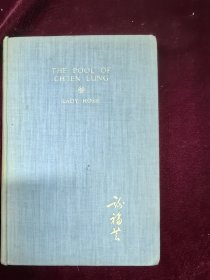 THE POOL OF
CH'IEN LUNG
LADY HOSIE